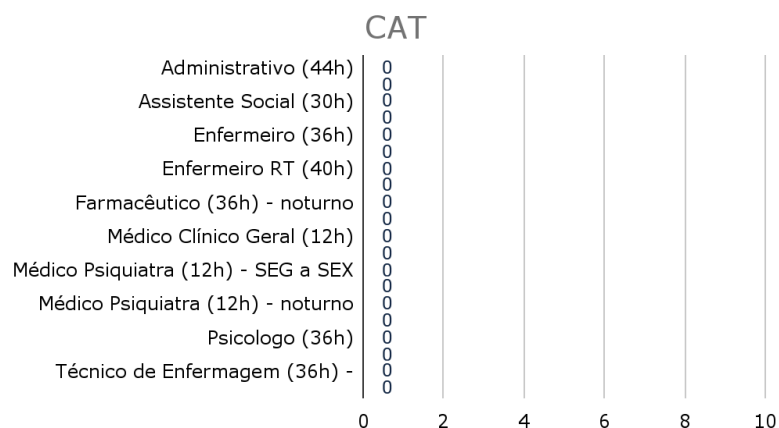 CAT
Administrativo (44h) 0
0
Assistente Social (30h) 0
0
Enfermeiro (36h) 0
0
Enfermeiro RT (40h) 0
0
Farmacêutico (36h) - noturno 0
0
Médico Clínico Geral (12h) 0
0
Médico Psiquiatra (12h) - SEG a SEX 0
0
Médico Psiquiatra (12h) - noturno 0
0
Psicologo (36h) 0
0
Técnico de Enfermagem (36h) - 0
0
0 2 4 6 8 10